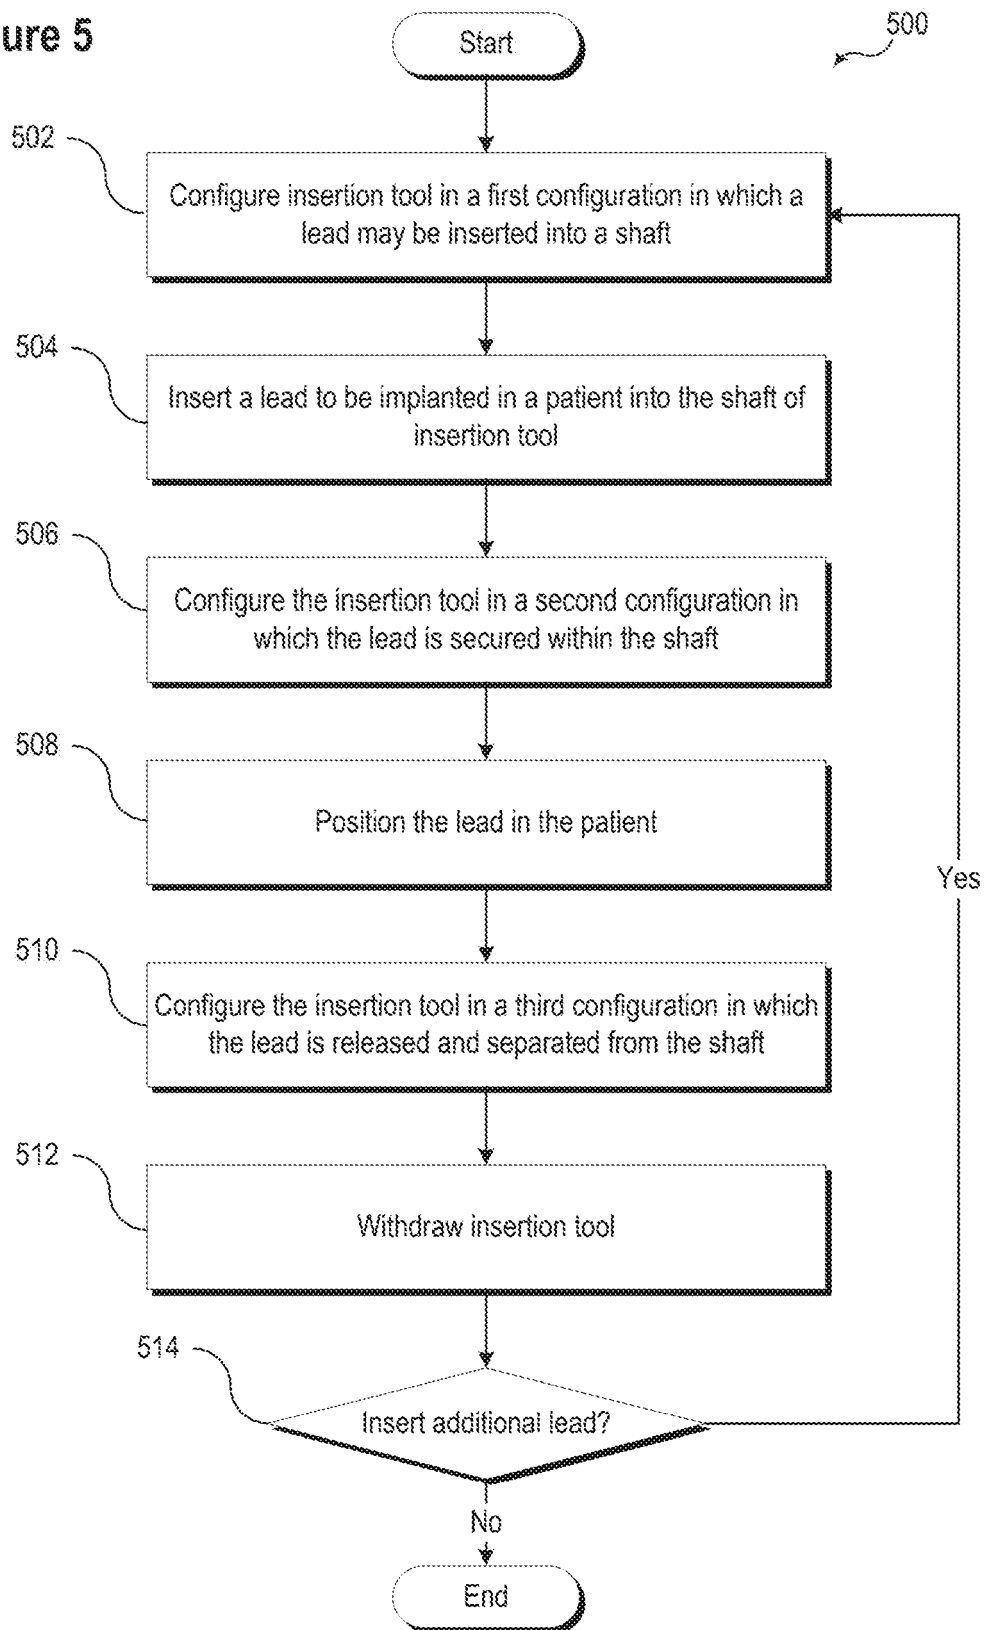 ure 5
Start
500
502
Configure insertion tool in a first configuration in which a
lead may be inserted into a shaft
504
Insert a lead to be implanted in a patient into the shaft of
insertion tool
506
Configure the insertion tool in a second configuration in
which the lead is secured within the shaft
508
Position the lead in the patient
Yes
510
Configure the insertion tool in a third configuration in which
the lead is released and separated from the shaft
512
Withdraw insertion tool
514
Insert additional lead?
No
End